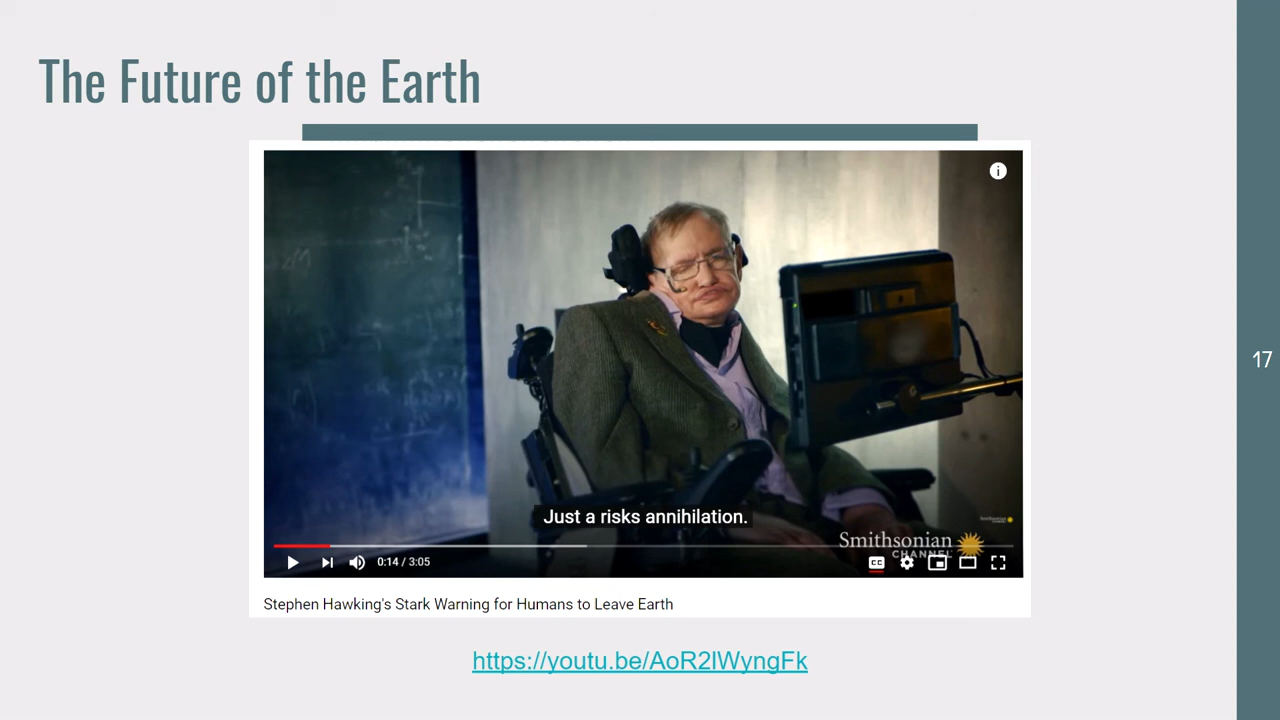 The Future of the Earth
17
Just a risks annihilation.
Smithsonian
CHANNEL
0:14 / 3:05
CC
Stephen Hawking's Stark Warning for Humans to Leave Earth
https://youtu.be/AoR2lWyngFk